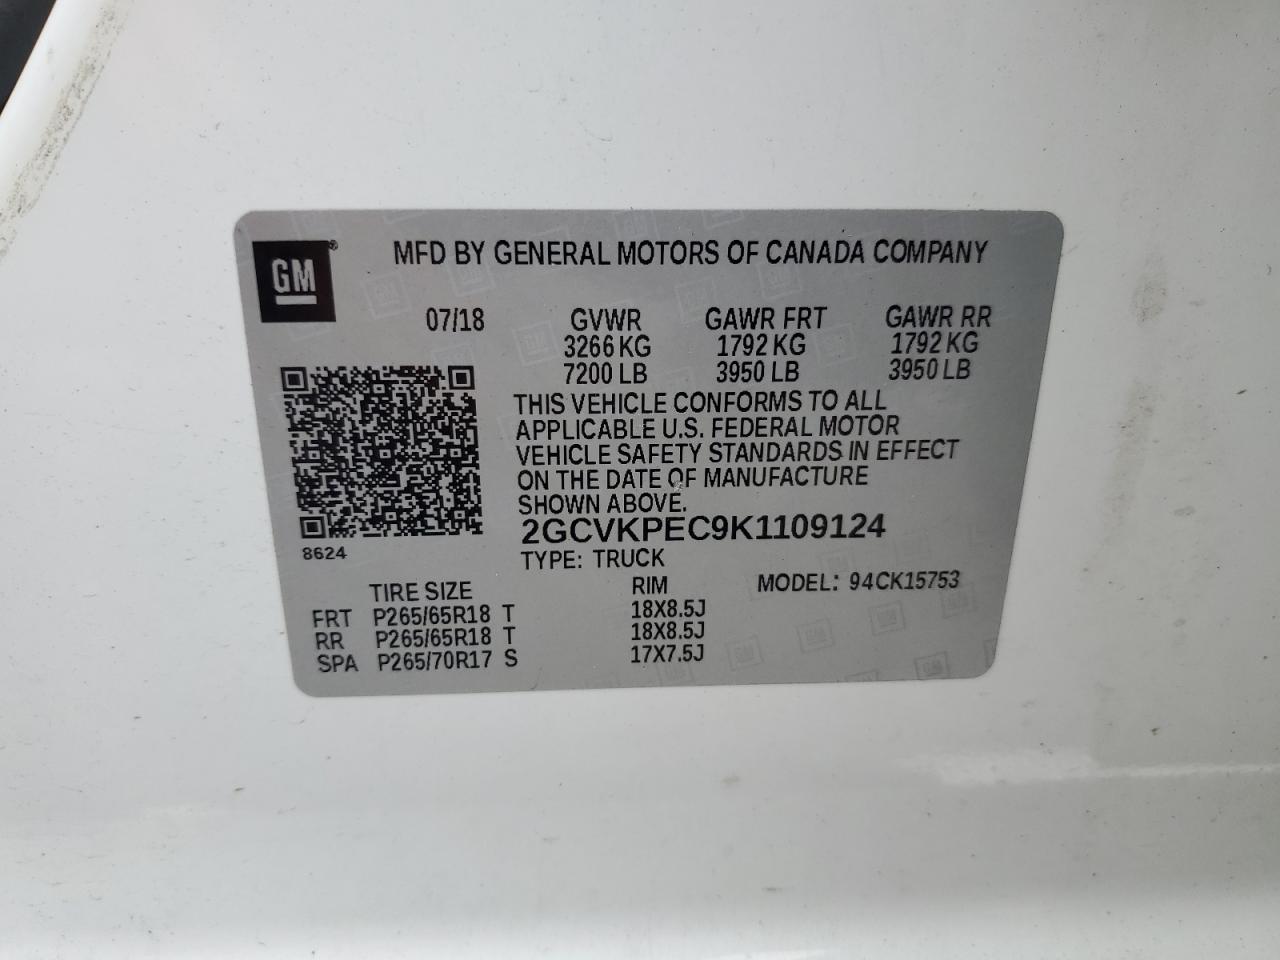 GM®
MFD BY GENERAL MOTORS OF CANADA COMPANY
07/18 GVWR GAWR FRT GAWR RR
3266 KG 1792 KG 1792 KG
7200 LB 3950 LB 3950 LB
THIS VEHICLE CONFORMS TO ALL
APPLICABLE U.S. FEDERAL MOTOR
VEHICLE SAFETY STANDARDS IN EFFECT
ON THE DATE OF MANUFACTURE
SHOWN ABOVE.
2GCVKPEC9K1109124
8624
TYPE: TRUCK
TIRE SIZE RIM MODEL: 94CK15753
FRT P265/65R18 T 18X8.5J
RR P265/65R18 T 18X8.5J
SPA P265/70R17 S 17X7.5J